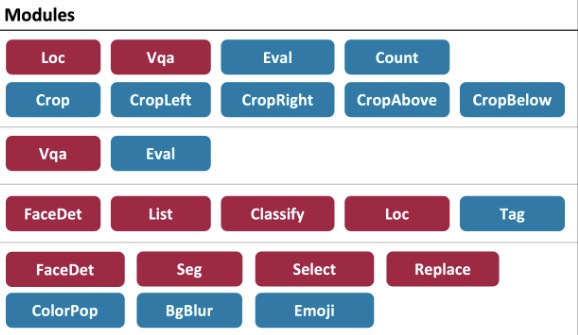 Modules
Loc Vqa Eval Count
Crop CropLeft CropRight CropAbove CropBelow
Vqa Eval
FaceDet List Classify Loc Tag
FaceDet Seg Select Replace
ColorPop BgBlur Emoji